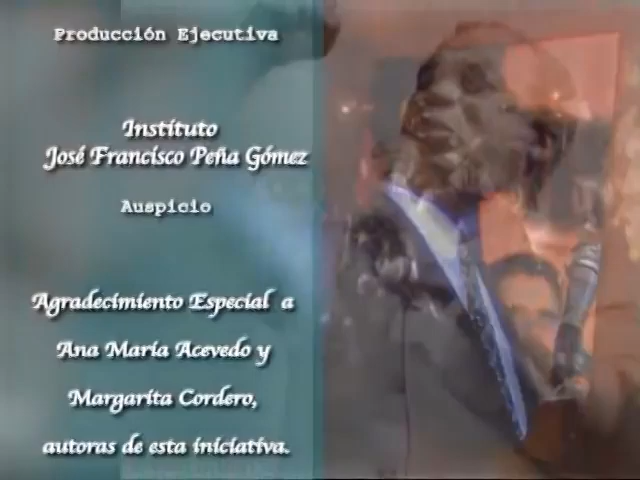 Producción Ejecutiva
Instituto
José Francisco Peña Gómez
Auspicio
Agradecimiento Especial a
Ana María Acevedo y
Margarita Cordero,
autoras de esta iniciativa.